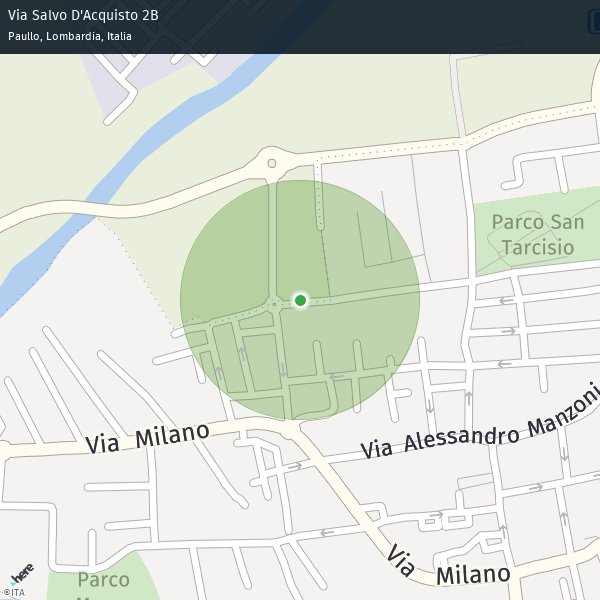 Via Salvo D'Acquisto 2B
Paullo, Lombardia, Italia
Parco San
Tarcisio
Via Milano
Via Alessandro Manzoni
Via Milano
Parco
here
©ITA